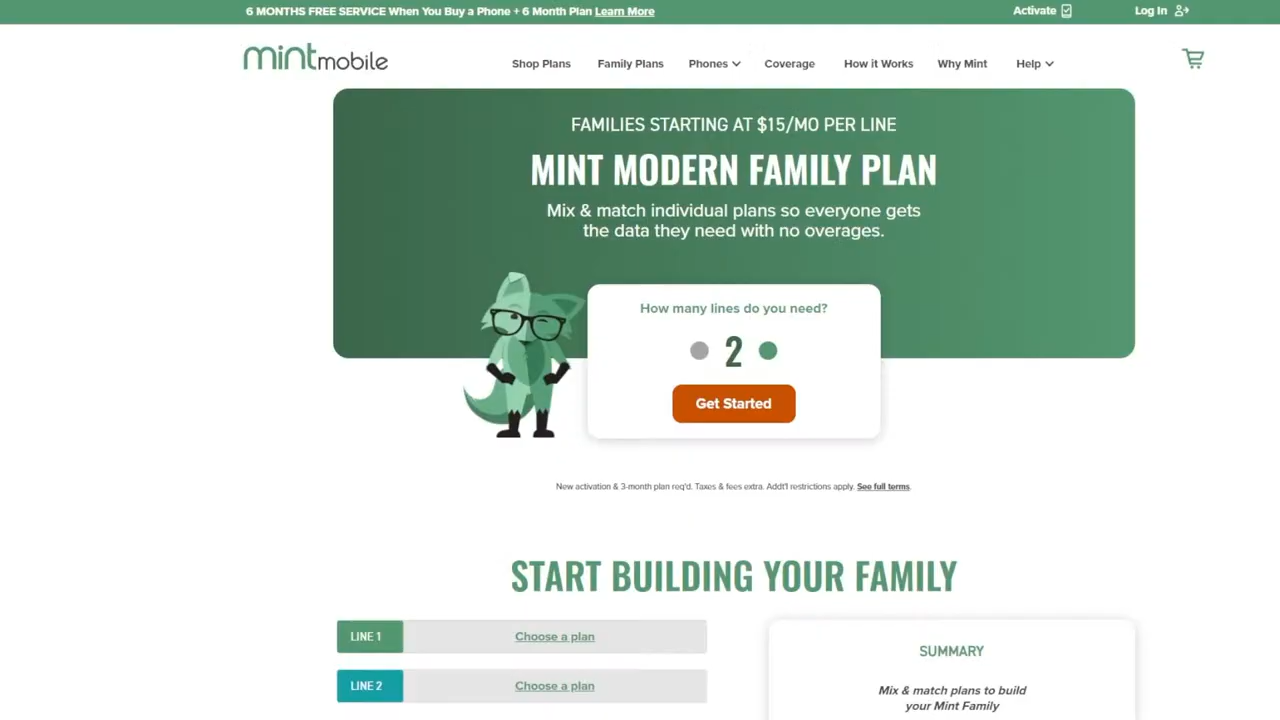 6 MONTHS FREE SERVICE When You Buy a Phone + 6 Month Plan Learn More
Activate
Log In
mintmobile
Shop Plans
Family Plans
Phones
Coverage
How it Works
Why Mint
Help
FAMILIES STARTING AT $15/MO PER LINE
MINT MODERN FAMILY PLAN
Mix & match individual plans so everyone gets
the data they need with no overages.
How many lines do you need?
2
Get Started
New activation & 3-month plan req'd. Taxes & fees extra. Addt'l restrictions apply. See full terms.
START BUILDING YOUR FAMILY
LINE 1
Choose a plan
LINE 2
Choose a plan
SUMMARY
Mix & match plans to build
your Mint Family